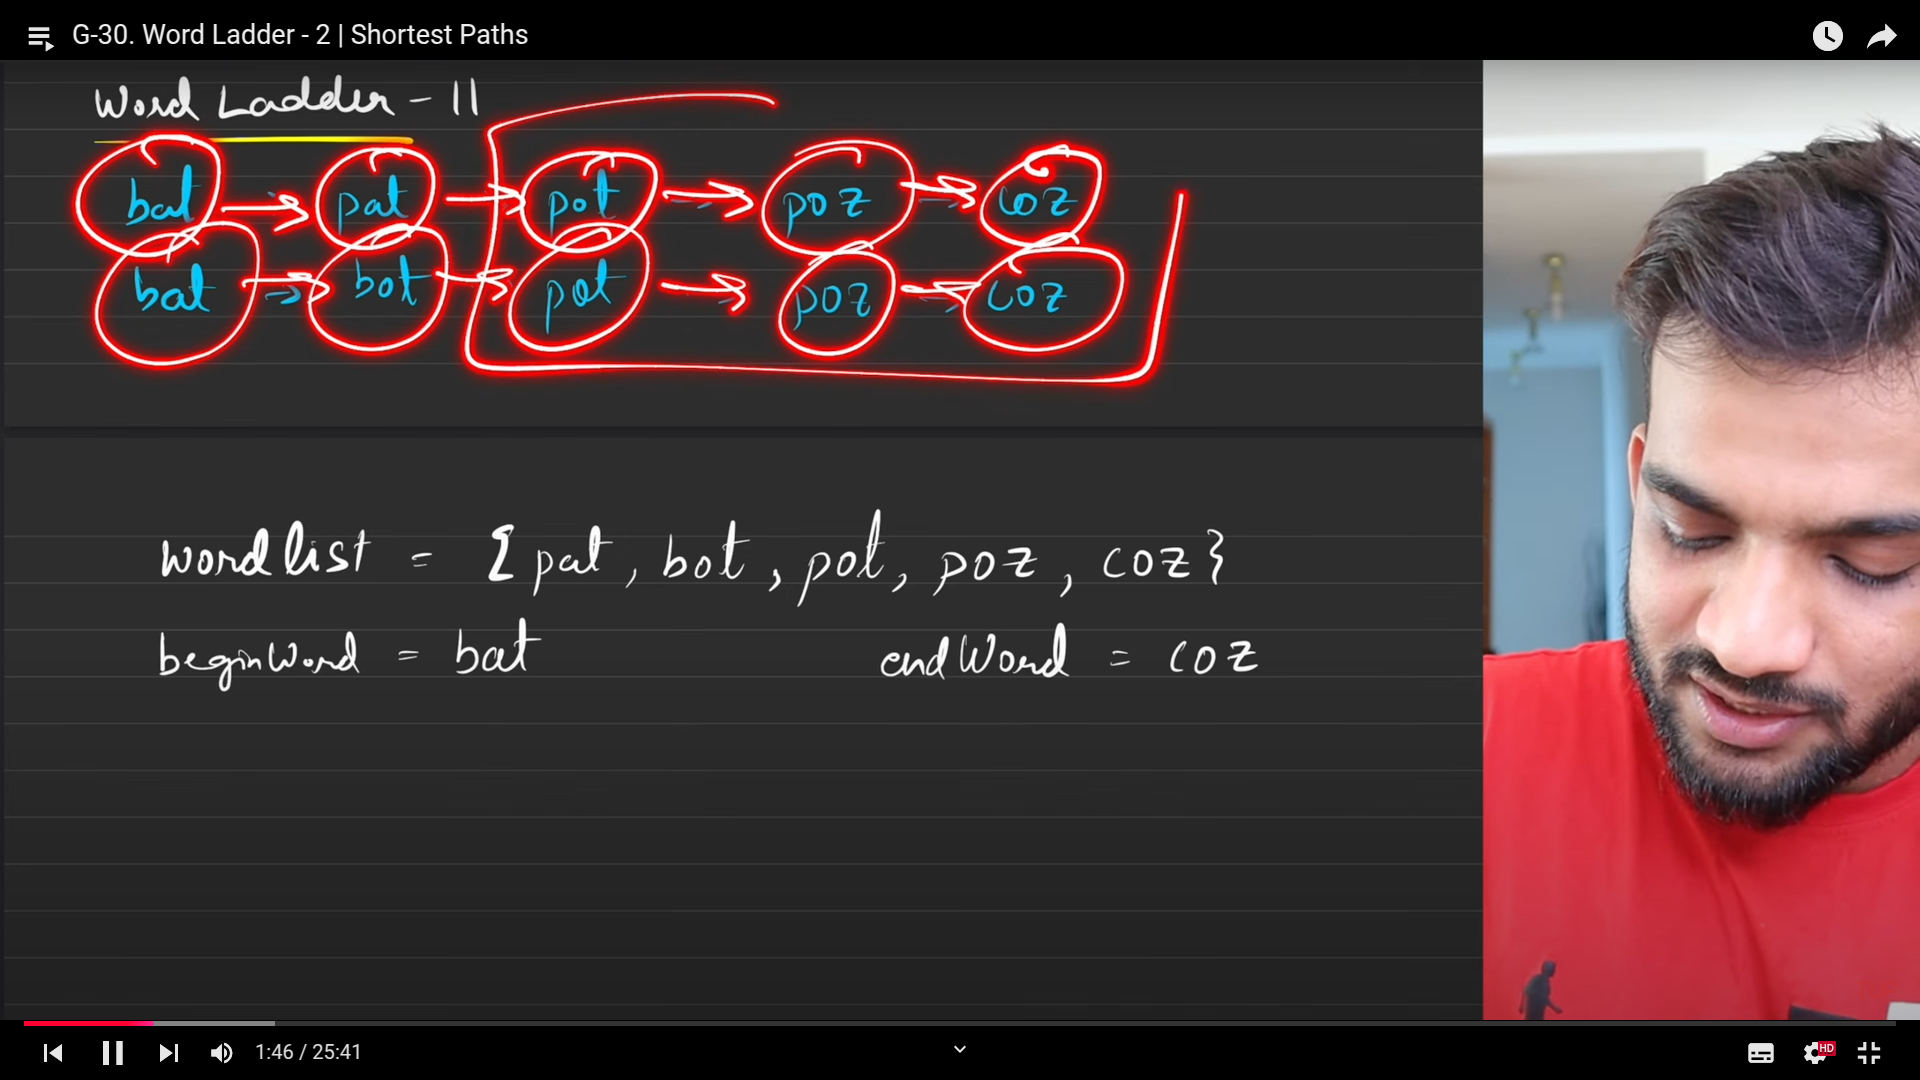 G-30. Word Ladder - 2 | Shortest Paths
Word Ladder - II
bat → pat → pot → poz → coz
bat → bot → pot → poz → coz
wordlist = {pat, bot, pot, poz, coz}
beginWord = bat endWord = coz
1:46 / 25:41
HD